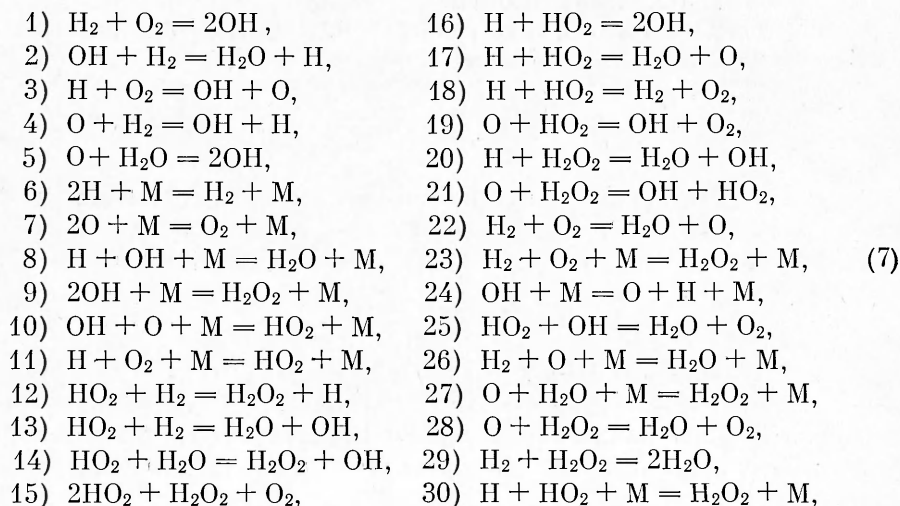 1) H₂ + O₂ = 2OH,
2) OH + H₂ = H₂O + H,
3) H + O₂ = OH + O,
4) O + H₂ = OH + H,
5) O + H₂O = 2OH,
6) 2H + M = H₂ + M,
7) 2O + M = O₂ + M,
8) H + OH + M = H₂O + M,
9) 2OH + M = H₂O₂ + M,
10) OH + O + M = HO₂ + M,
11) H + O₂ + M = HO₂ + M,
12) HO₂ + H₂ = H₂O₂ + H,
13) HO₂ + H₂ = H₂O + OH,
14) HO₂ + H₂O = H₂O₂ + OH,
15) 2HO₂ + H₂O₂ + O₂,
16) H + HO₂ = 2OH,
17) H + HO₂ = H₂O + O,
18) H + HO₂ = H₂ + O₂,
19) O + HO₂ = OH + O₂,
20) H + H₂O₂ = H₂O + OH,
21) O + H₂O₂ = OH + HO₂,
22) H₂ + O₂ = H₂O + O,
23) H₂ + O₂ + M = H₂O₂ + M,
24) OH + M = O + H + M,
25) HO₂ + OH = H₂O + O₂,
26) H₂ + O + M = H₂O + M,
27) O + H₂O + M = H₂O₂ + M,
28) O + H₂O₂ = H₂O + O₂,
29) H₂ + H₂O₂ = 2H₂O,
30) H + HO₂ + M = H₂O₂ + M,
(7)